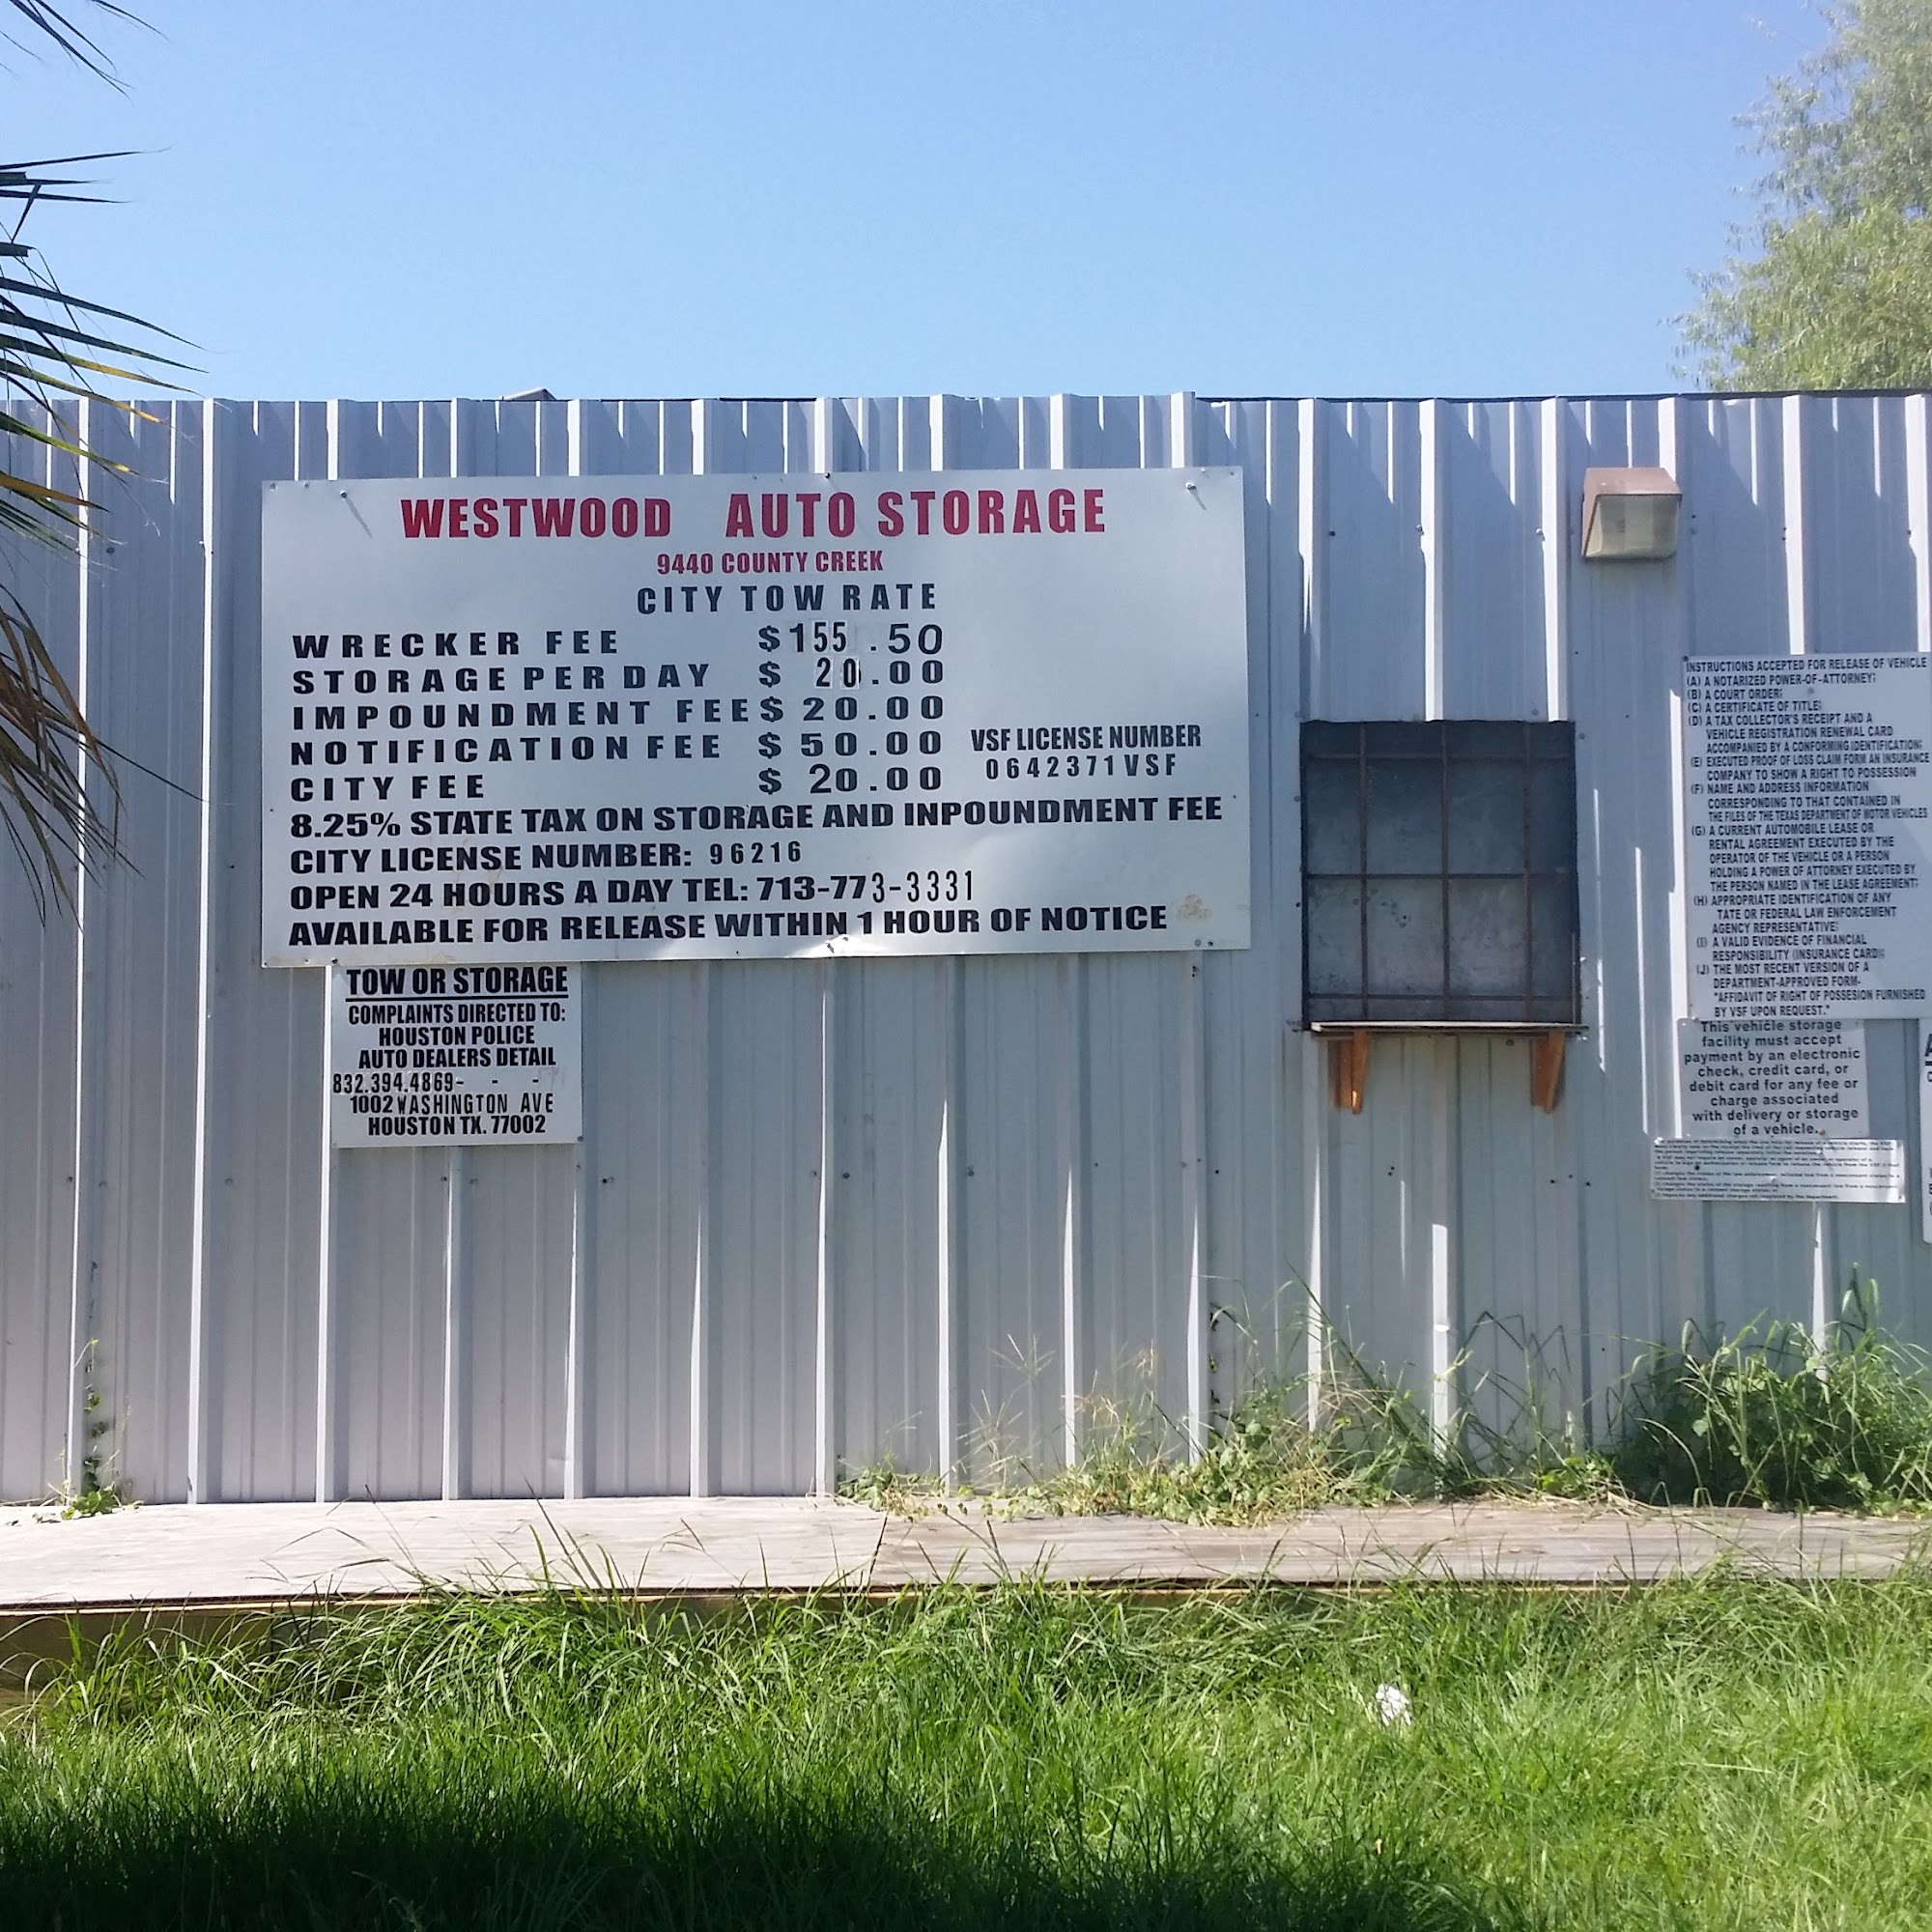 WESTWOOD AUTO STORAGE
9440 COUNTY CREEK
CITY TOW RATE
WRECKER FEE $155.50
STORAGE PER DAY $ 20.00
IMPOUNDMENT FEE $ 20.00
NOTIFICATION FEE $ 50.00
CITY FEE $ 20.00
VSF LICENSE NUMBER
0642371VSF
8.25% STATE TAX ON STORAGE AND INPOUNDMENT FEE
CITY LICENSE NUMBER: 96216
OPEN 24 HOURS A DAY TEL: 713-773-3331
AVAILABLE FOR RELEASE WITHIN 1 HOUR OF NOTICE
TOW OR STORAGE
COMPLAINTS DIRECTED TO:
HOUSTON POLICE
AUTO DEALERS DETAIL
832.394.4869- - -
1002 WASHINGTON AVE
HOUSTON TX. 77002
INSTRUCTIONS ACCEPTED FOR RELEASE OF VEHICLE
(A) A NOTARIZED POWER-OF-ATTORNEY;
(B) A COURT ORDER;
(C) A CERTIFICATE OF TITLE;
(D) A TAX COLLECTOR'S RECEIPT AND A
VEHICLE REGISTRATION RENEWAL CARD
ACCOMPANIED BY A CONFORMING IDENTIFICATION;
(E) EXECUTED PROOF OF LOSS CLAIM FORM AN INSURANCE
COMPANY TO SHOW A RIGHT TO POSSESSION
(F) NAME AND ADDRESS INFORMATION
CORRESPONDING TO THAT CONTAINED IN
THE FILES OF THE TEXAS DEPARTMENT OF MOTOR VEHICLES
(G) A CURRENT AUTOMOBILE LEASE OR
RENTAL AGREEMENT EXECUTED BY THE
OPERATOR OF THE VEHICLE OR A PERSON
HOLDING A POWER OF ATTORNEY EXECUTED BY
THE PERSON NAMED IN THE LEASE AGREEMENT;
(H) APPROPRIATE IDENTIFICATION OF ANY
TATE OR FEDERAL LAW ENFORCEMENT
AGENCY REPRESENTATIVE;
(I) A VALID EVIDENCE OF FINANCIAL
RESPONSIBILITY (INSURANCE CARD);
(J) THE MOST RECENT VERSION OF A
DEPARTMENT-APPROVED FORM-
"AFFIDAVIT OF RIGHT OF POSSESION FURNISHED
BY VSF UPON REQUEST."
This vehicle storage
facility must accept
payment by an electronic
check, credit card, or
debit card for any fee or
charge associated
with delivery or storage
of a vehicle.